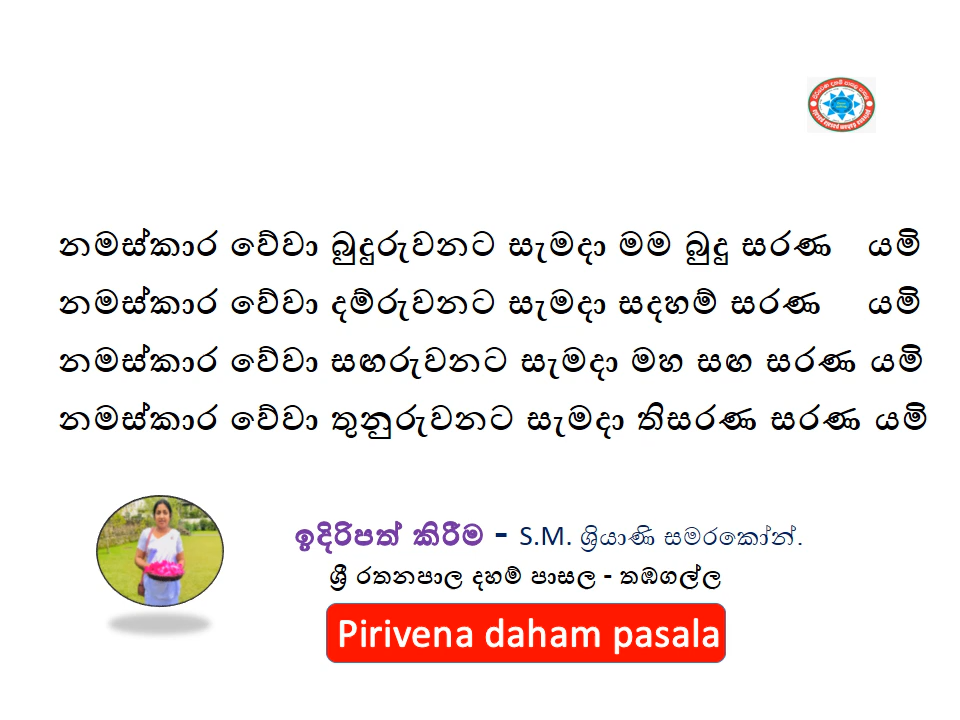 නමස්කාර වේවා බුදුරුවනට සැමදා මම බුදු සරණ යමි
නමස්කාර වේවා දම්රුවනට සැමදා සදහම් සරණ යමි
නමස්කාර වේවා සඟරුවනට සැමදා මහ සඟ සරණ යමි
නමස්කාර වේවා තුනුරුවනට සැමදා තිසරණ සරණ යමි
ඉදිරිපත් කිරීම - S.M. ශ්‍රියාණි සමරකෝන්.
ශ්‍රී රතනපාල දහම් පාසල - තඹගල්ල
Pirivena daham pasala